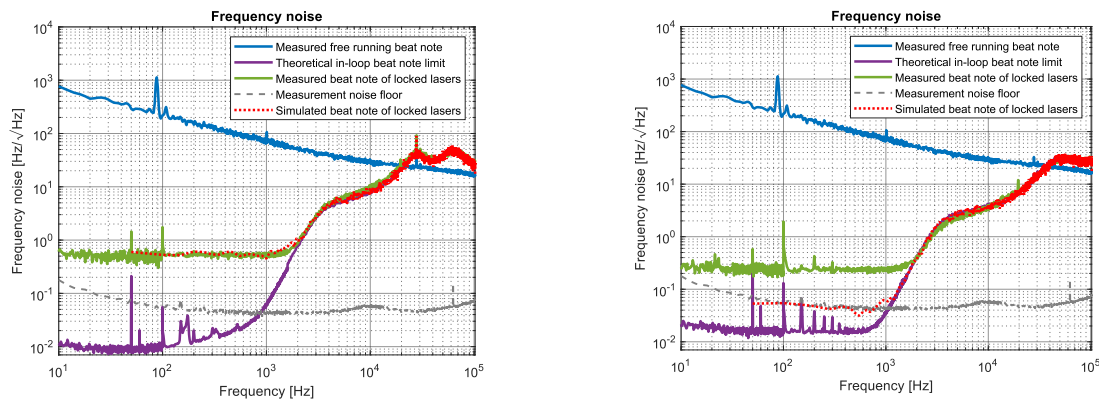 Frequency noise
Frequency noise [Hz/√Hz]
10^4
10^3
10^2
10^1
10^0
10^-1
10^-2
Measured free running beat note
Theoretical in-loop beat note limit
Measured beat note of locked lasers
Measurement noise floor
Simulated beat note of locked lasers
10^1 10^2 10^3 10^4 10^5
Frequency [Hz]
Frequency noise
Frequency noise [Hz/√Hz]
10^4
10^3
10^2
10^1
10^0
10^-1
10^-2
Measured free running beat note
Theoretical in-loop beat note limit
Measured beat note of locked lasers
Measurement noise floor
Simulated beat note of locked lasers
10^1 10^2 10^3 10^4 10^5
Frequency [Hz]